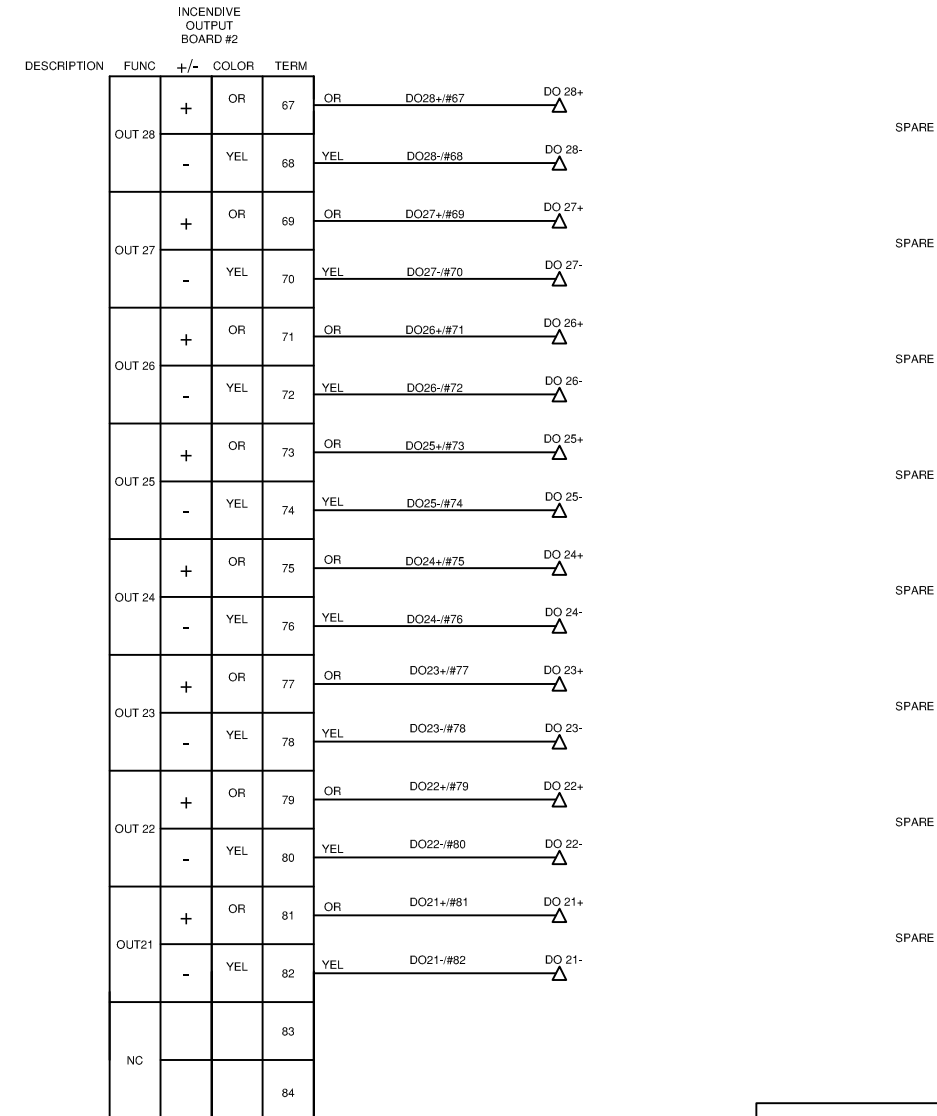 INCENDIVE
OUTPUT
BOARD #2
DESCRIPTION FUNC +/- COLOR TERM
OUT 28
+ OR 67 OR DO28+/#67 DO 28+
SPARE
- YEL 68 YEL DO28-/#68 DO 28-
OUT 27
+ OR 69 OR DO27+/#69 DO 27+
SPARE
- YEL 70 YEL DO27-/#70 DO 27-
OUT 26
+ OR 71 OR DO26+/#71 DO 26+
SPARE
- YEL 72 YEL DO26-/#72 DO 26-
OUT 25
+ OR 73 OR DO25+/#73 DO 25+
SPARE
- YEL 74 YEL DO25-/#74 DO 25-
OUT 24
+ OR 75 OR DO24+/#75 DO 24+
SPARE
- YEL 76 YEL DO24-/#76 DO 24-
OUT 23
+ OR 77 OR DO23+/#77 DO 23+
SPARE
- YEL 78 YEL DO23-/#78 DO 23-
OUT 22
+ OR 79 OR DO22+/#79 DO 22+
SPARE
- YEL 80 YEL DO22-/#80 DO 22-
OUT21
+ OR 81 OR DO21+/#81 DO 21+
SPARE
- YEL 82 YEL DO21-/#82 DO 21-
NC
83
84